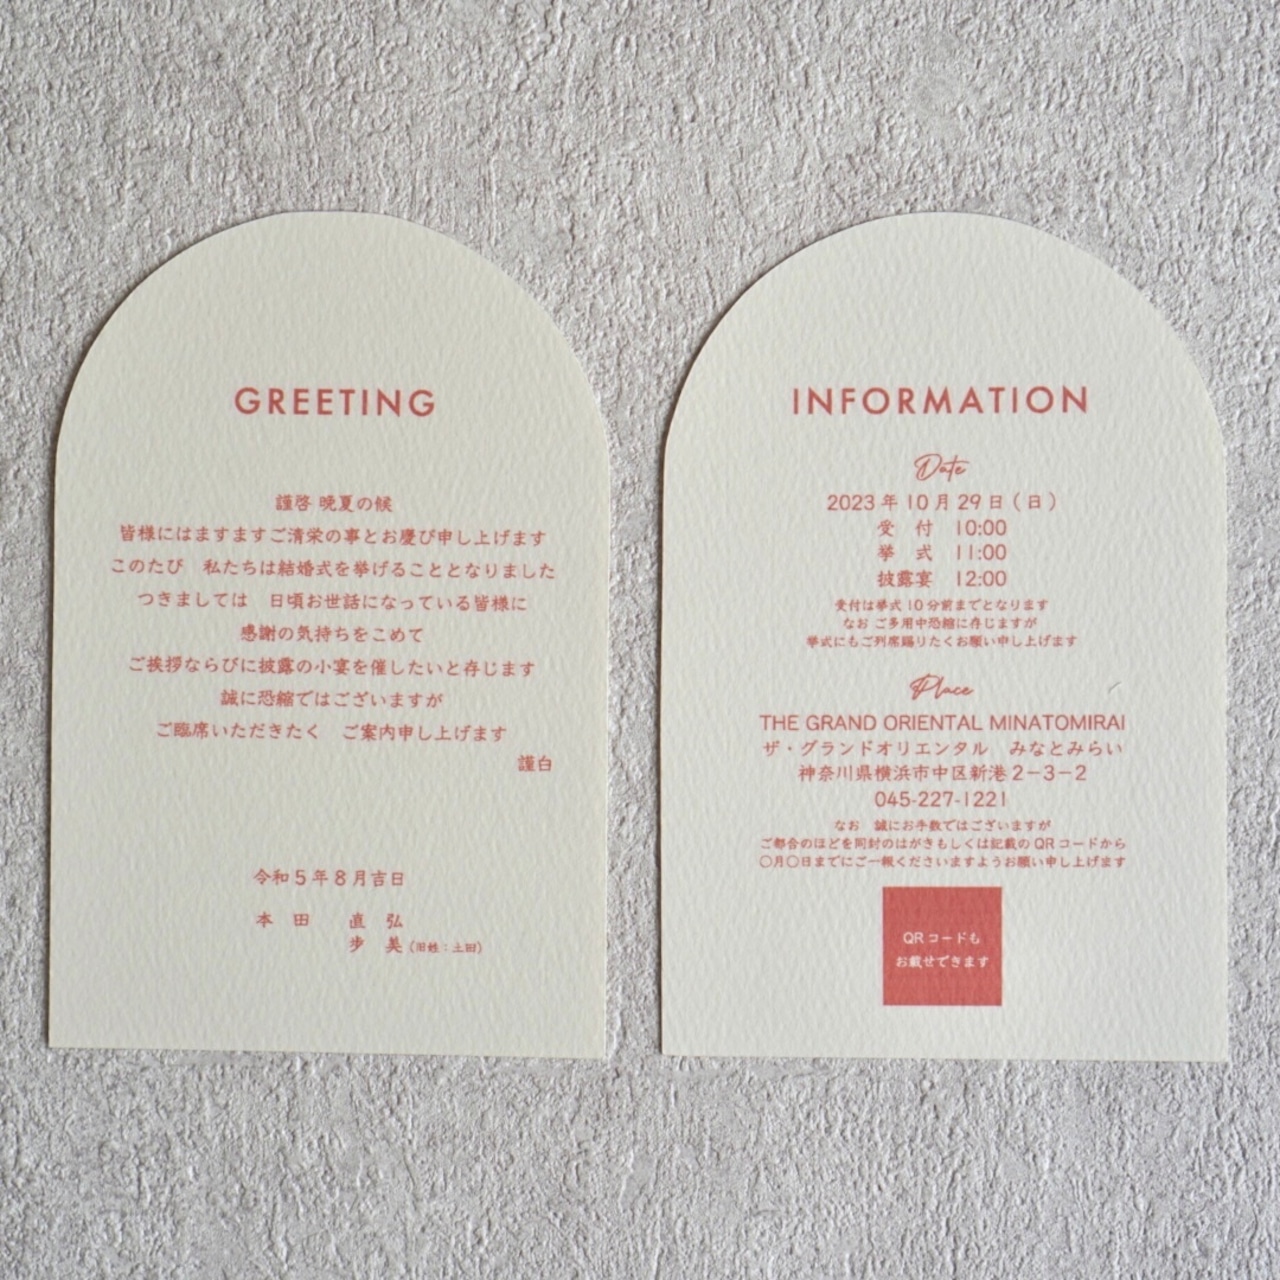 GREETING
謹啓 晩夏の候
皆様にはますますご清栄の事とお慶び申し上げます
このたび 私たちは結婚式を挙げることとなりました
つきましては 日頃お世話になっている皆様に
感謝の気持ちをこめて
ご挨拶ならびに披露の小宴を催したいと存じます
誠に恐縮ではございますが
ご臨席いただきたく ご案内申し上げます
謹白
令和5年8月吉日
本 田 直 弘
歩 美(旧姓:土田)
INFORMATION
Date
2023年10月29日(日)
受 付 10:00
挙 式 11:00
披露宴 12:00
受付は挙式10分前までとなります
なお ご多用中恐縮に存じますが
挙式にもご列席賜りたくお願い申し上げます
Place
THE GRAND ORIENTAL MINATOMIRAI
ザ・グランドオリエンタル みなとみらい
神奈川県横浜市中区新港2-3-2
045-227-1221
なお 誠にお手数ではございますが
ご都合のほどを同封のはがきもしくは記載のQRコードから
〇月〇日までにご一報くださいますようお願い申し上げます
QRコードも
お載せできます